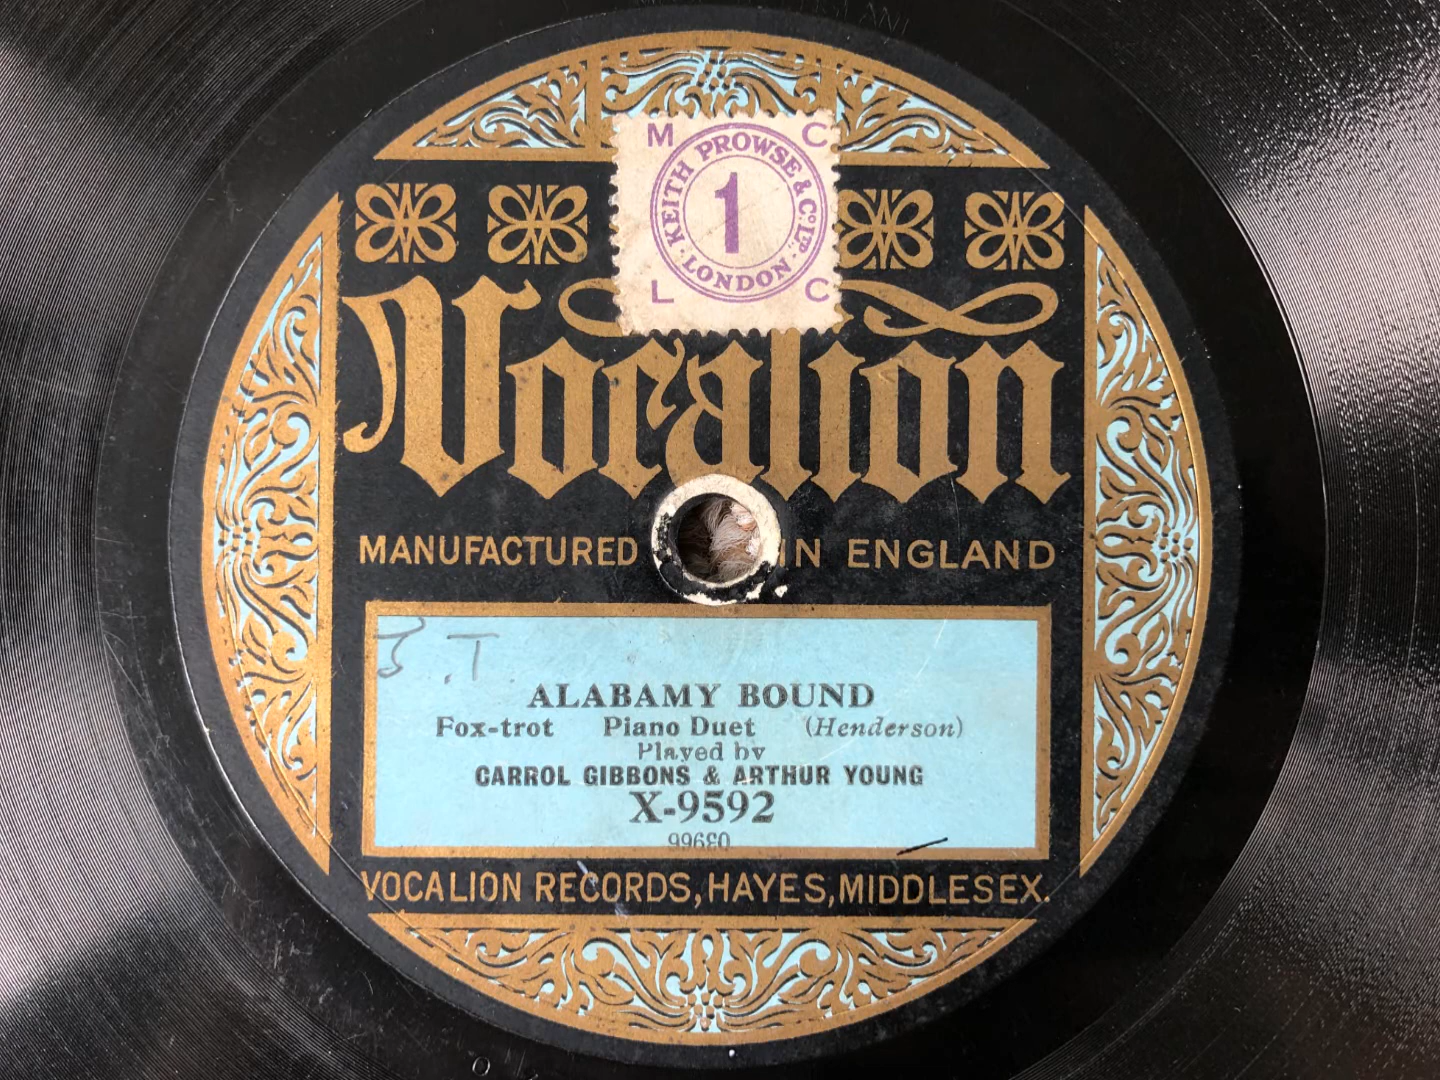 M C
KEITH PROWSE & Co LTD.
1
LONDON
L C
Vocalion
MANUFACTURED IN ENGLAND
ALABAMY BOUND
Fox-trot Piano Duet (Henderson)
Played by
CARROL GIBBONS & ARTHUR YOUNG
X-9592
VOCALION RECORDS, HAYES, MIDDLESEX.